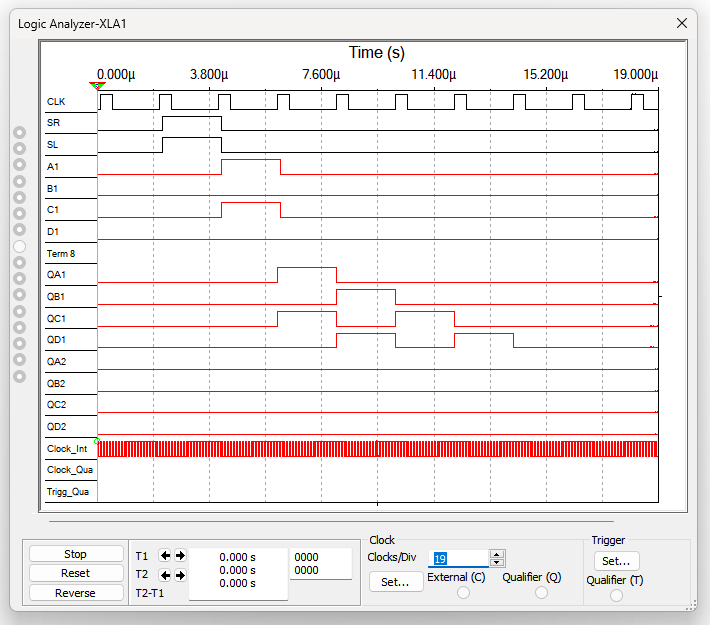 Logic Analyzer-XLA1
Time (s)
0.000µ 3.800µ 7.600µ 11.400µ 15.200µ 19.000µ
CLK
SR
SL
A1
B1
C1
D1
Term 8
QA1
QB1
QC1
QD1
QA2
QB2
QC2
QD2
Clock_Int
Clock_Qua
Trigg_Qua
Stop
Reset
Reverse
T1
T2
T2-T1
0.000 s
0.000 s
0.000 s
0000
0000
Clock
Clocks/Div 19
Set...
External (C)
Qualifier (Q)
Trigger
Set...
Qualifier (T)